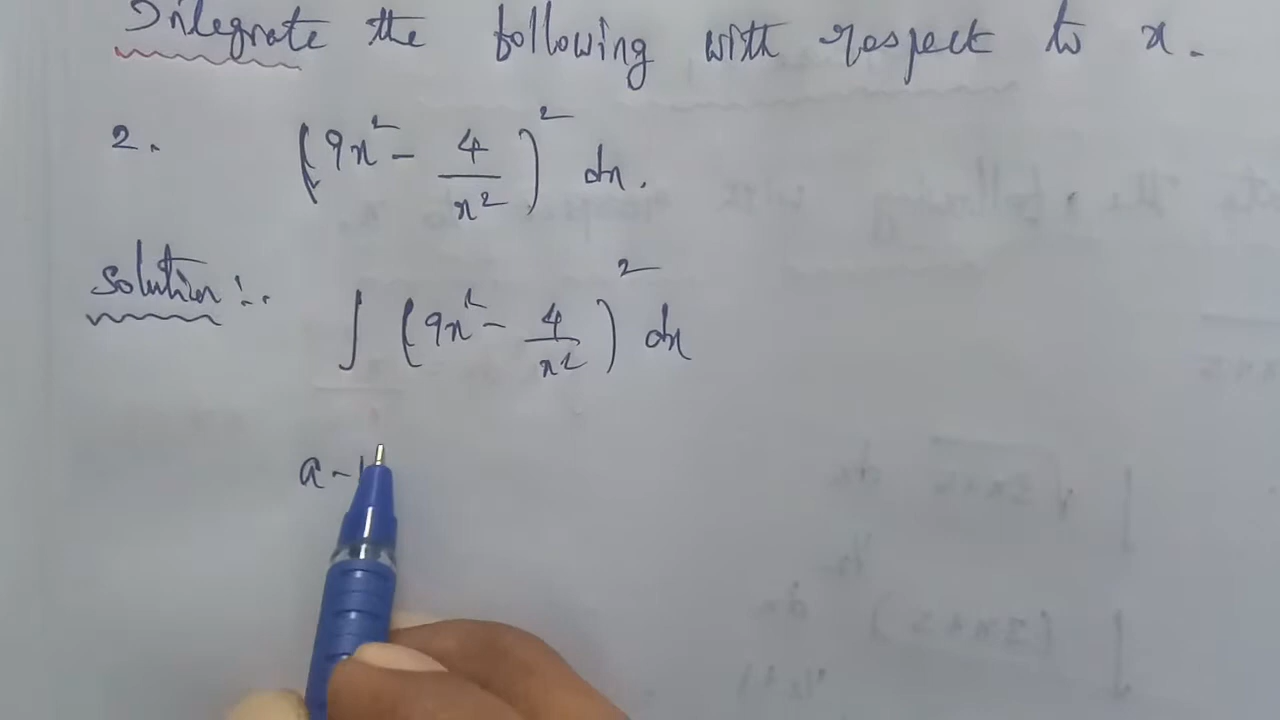 Integrate the following with respect to x.
2. (9x² - 4/x²)² dx.
Solution:-
∫ (9x² - 4/x²)² dx
a -